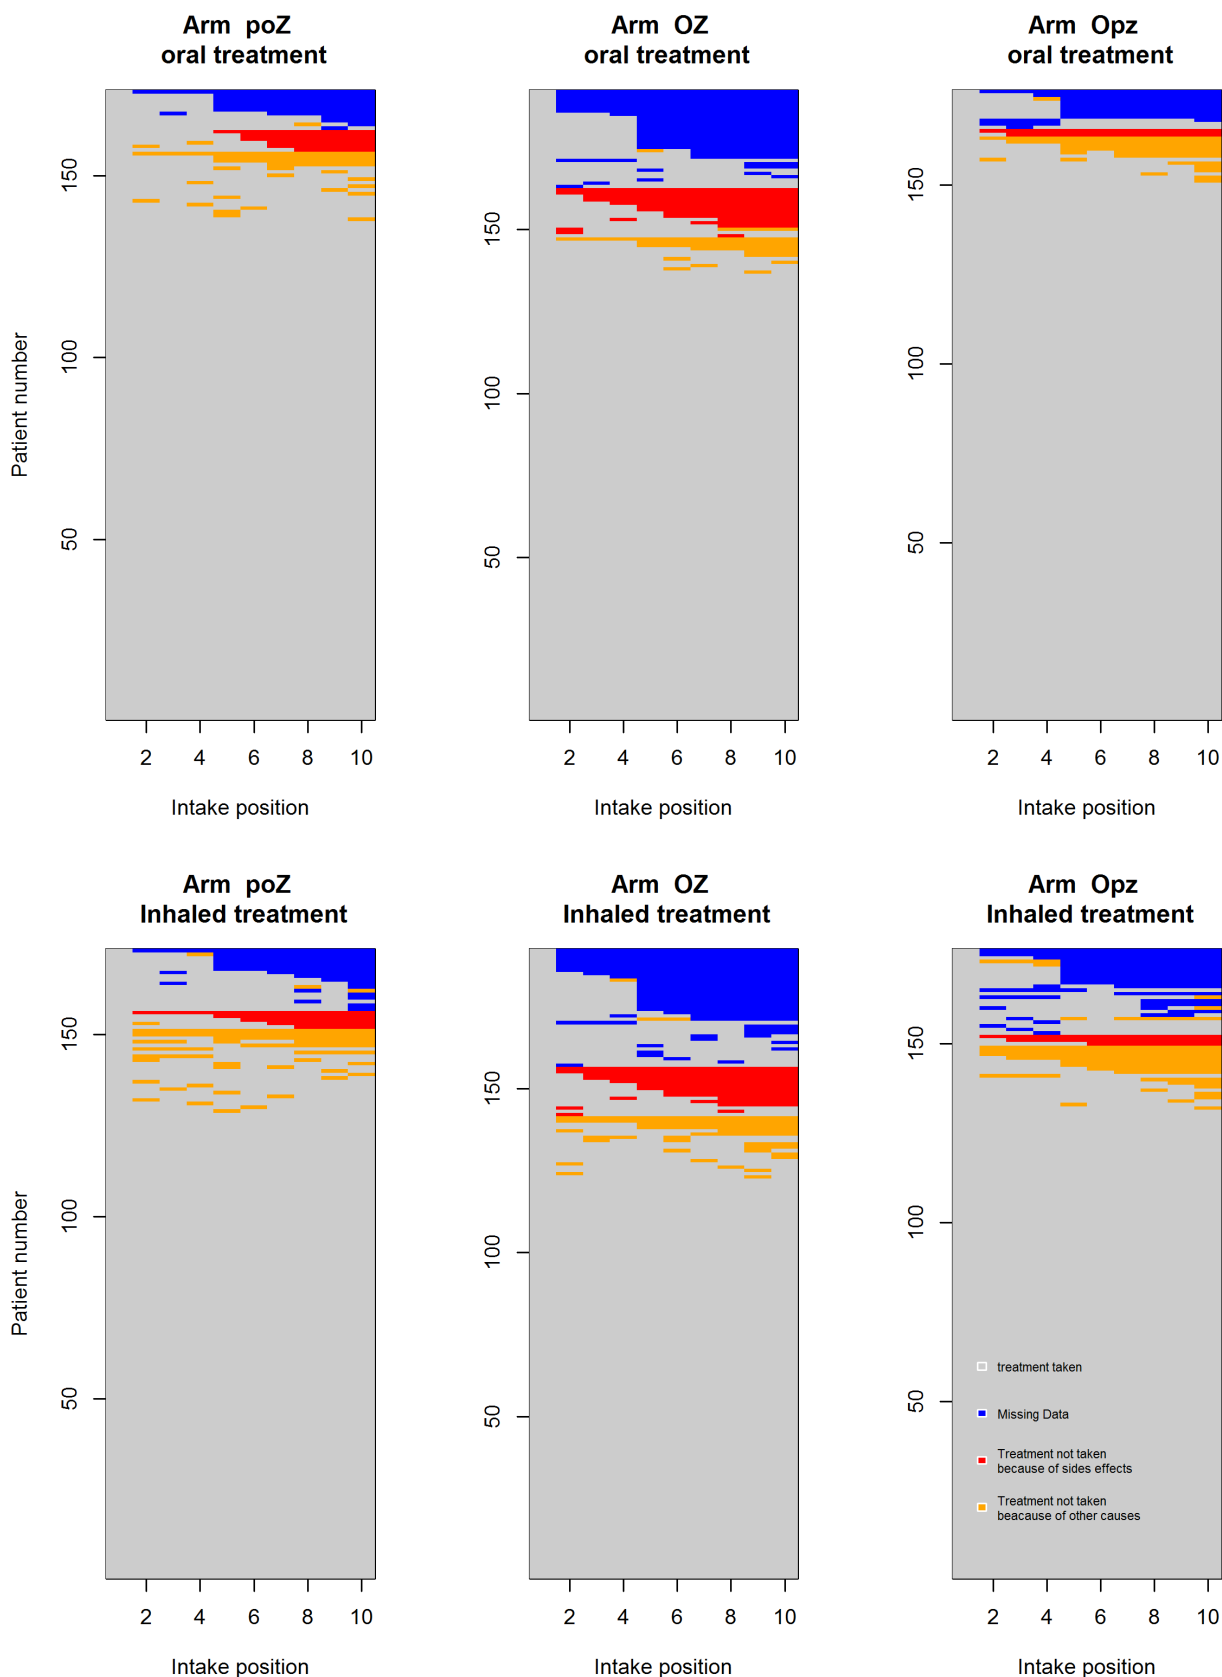 Arm poZ
oral treatment
Arm OZ
oral treatment
Arm Opz
oral treatment
Patient number
150
100
50
150
100
50
150
100
50
2 4 6 8 10
2 4 6 8 10
2 4 6 8 10
Intake position
Intake position
Intake position
Arm poZ
Inhaled treatment
Arm OZ
Inhaled treatment
Arm Opz
Inhaled treatment
Patient number
150
100
50
150
100
50
150
100
50
treatment taken
Missing Data
Treatment not taken
because of sides effects
Treatment not taken
beacause of other causes
2 4 6 8 10
2 4 6 8 10
2 4 6 8 10
Intake position
Intake position
Intake position